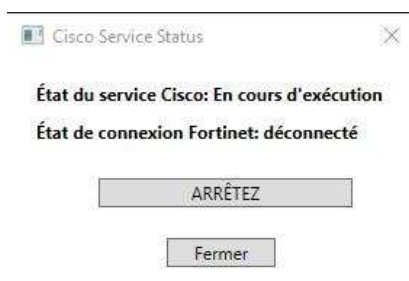 Cisco Service Status
État du service Cisco: En cours d'exécution
État de connexion Fortinet: déconnecté
ARRÊTEZ
Fermer